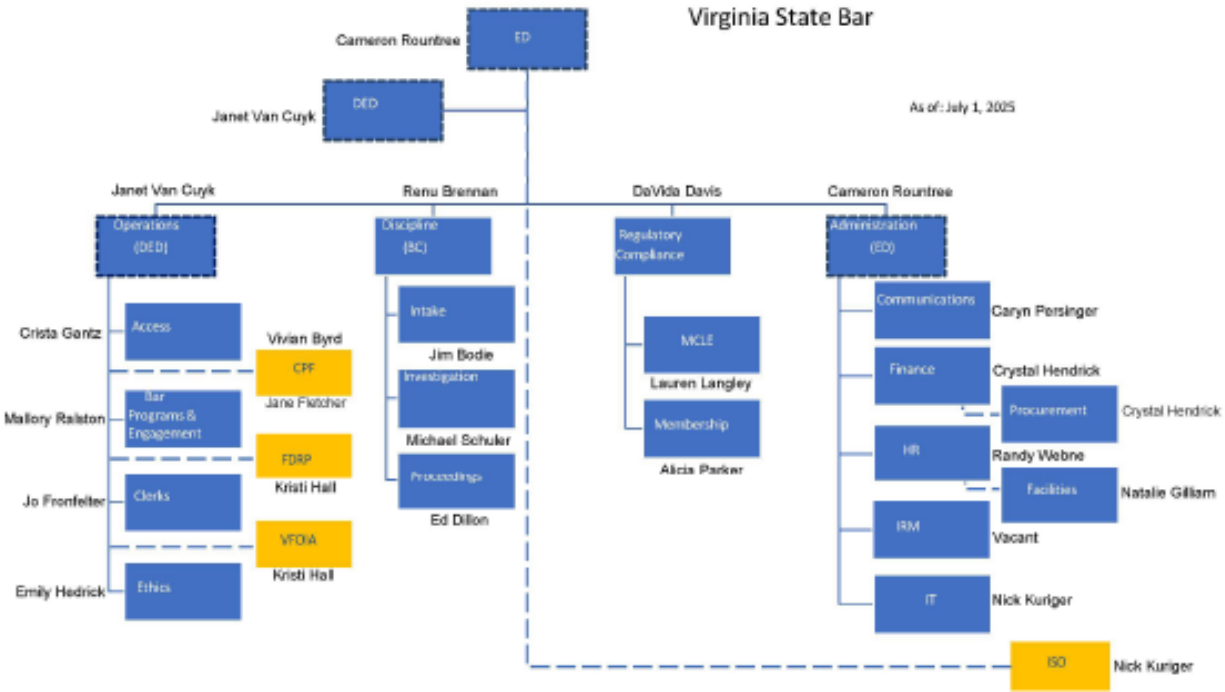 Virginia State Bar
Cameron Rountree
ED
DED
Janet Van Cuyk
As of: July 1, 2025
Janet Van Cuyk
Renu Brennan
DaVida Davis
Cameron Rountree
Operations
(DED)
Discipline
(BC)
Regulatory
Compliance
Administration
(ED)
Crista Gantz
Access
Vivian Byrd
CPF
Jane Fletcher
Mallory Ralston
Bar
Programs &
Engagement
FDRP
Kristi Hall
Jo Fronfelter
Clerks
VFOIA
Kristi Hall
Emily Hedrick
Ethics
Intake
Jim Bodie
Investigation
Michael Schuler
Proceedings
Ed Dillon
MCLE
Lauren Langley
Membership
Alicia Parker
Communications
Caryn Persinger
Finance
Crystal Hendrick
Procurement
Crystal Hendrick
HR
Randy Webne
Facilities
Natalie Gilliam
IRM
Vacant
IT
Nick Kuriger
ISO
Nick Kuriger